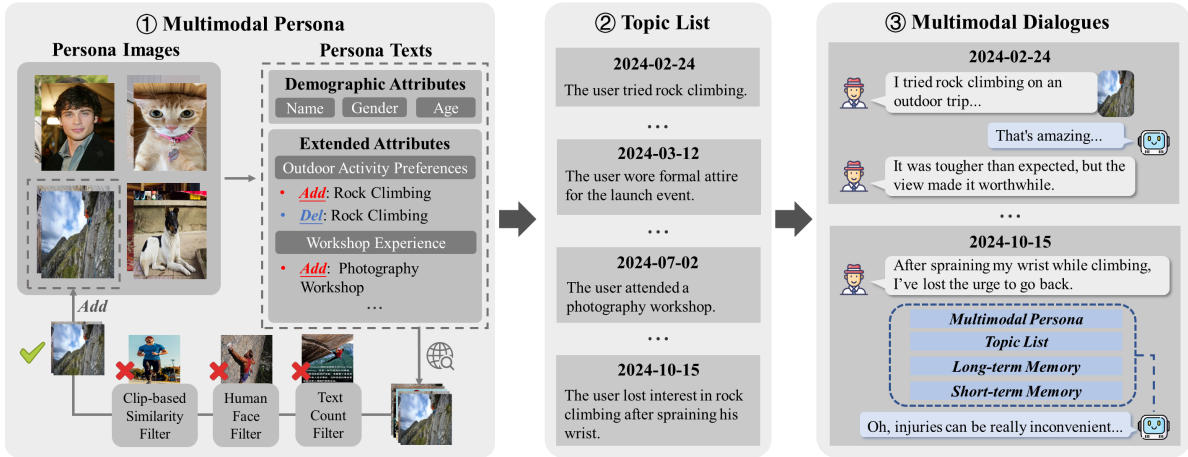 ① Multimodal Persona
Persona Images
Persona Texts
Demographic Attributes
Name
Gender
Age
Extended Attributes
Outdoor Activity Preferences
• Add: Rock Climbing
• Del: Rock Climbing
Workshop Experience
• Add: Photography
Workshop
...
Add
Clip-based
Similarity
Filter
Human
Face
Filter
Text
Count
Filter
② Topic List
2024-02-24
The user tried rock climbing.
...
2024-03-12
The user wore formal attire
for the launch event.
...
2024-07-02
The user attended a
photography workshop.
...
2024-10-15
The user lost interest in rock
climbing after spraining his
wrist.
③ Multimodal Dialogues
2024-02-24
I tried rock climbing on an
outdoor trip...
That's amazing...
It was tougher than expected, but the
view made it worthwhile.
...
2024-10-15
After spraining my wrist while climbing,
I've lost the urge to go back.
Multimodal Persona
Topic List
Long-term Memory
Short-term Memory
Oh, injuries can be really inconvenient...